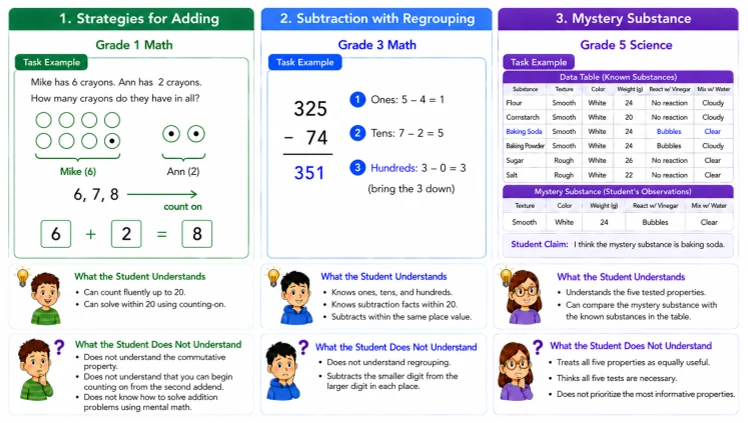 1. Strategies for Adding
Grade 1 Math
Task Example
Mike has 6 crayons. Ann has 2 crayons.
How many crayons do they have in all?
Mike (6)
Ann (2)
6, 7, 8
count on
6 + 2 = 8
What the Student Understands
• Can count fluently up to 20.
• Can solve within 20 using counting-on.
?
What the Student Does Not Understand
• Does not understand the commutative
property.
• Does not understand that you can begin
counting on from the second addend.
• Does not know how to solve addition
problems using mental math.
2. Subtraction with Regrouping
Grade 3 Math
Task Example
325
− 74
351
1 Ones: 5 − 4 = 1
2 Tens: 7 − 2 = 5
3 Hundreds: 3 − 0 = 3
(bring the 3 down)
What the Student Understands
• Knows ones, tens, and hundreds.
• Knows subtraction facts within 20.
• Subtracts within the same place value.
?
What the Student Does Not Understand
• Does not understand regrouping.
• Subtracts the smaller digit from the
larger digit in each place.
3. Mystery Substance
Grade 5 Science
Task Example
Data Table (Known Substances)
Substance Texture Color Weight (g) React w/ Vinegar Mix w/ Water
Flour Smooth White 24 No reaction Cloudy
Cornstarch Smooth White 20 No reaction Cloudy
Baking Soda Smooth White 24 Bubbles Clear
Baking Powder Smooth White 24 Bubbles Cloudy
Sugar Rough White 26 No reaction Clear
Salt Rough White 22 No reaction Clear
Mystery Substance (Student's Observations)
Texture Color Weight (g) React w/ Vinegar Mix w/ Water
Smooth White 24 Bubbles Clear
Student Claim: I think the mystery substance is baking soda.
What the Student Understands
• Understands the five tested properties.
• Can compare the mystery substance with
the known substances in the table.
?
What the Student Does Not Understand
• Treats all five properties as equally useful.
• Thinks all five tests are necessary.
• Does not prioritize the most informative properties.